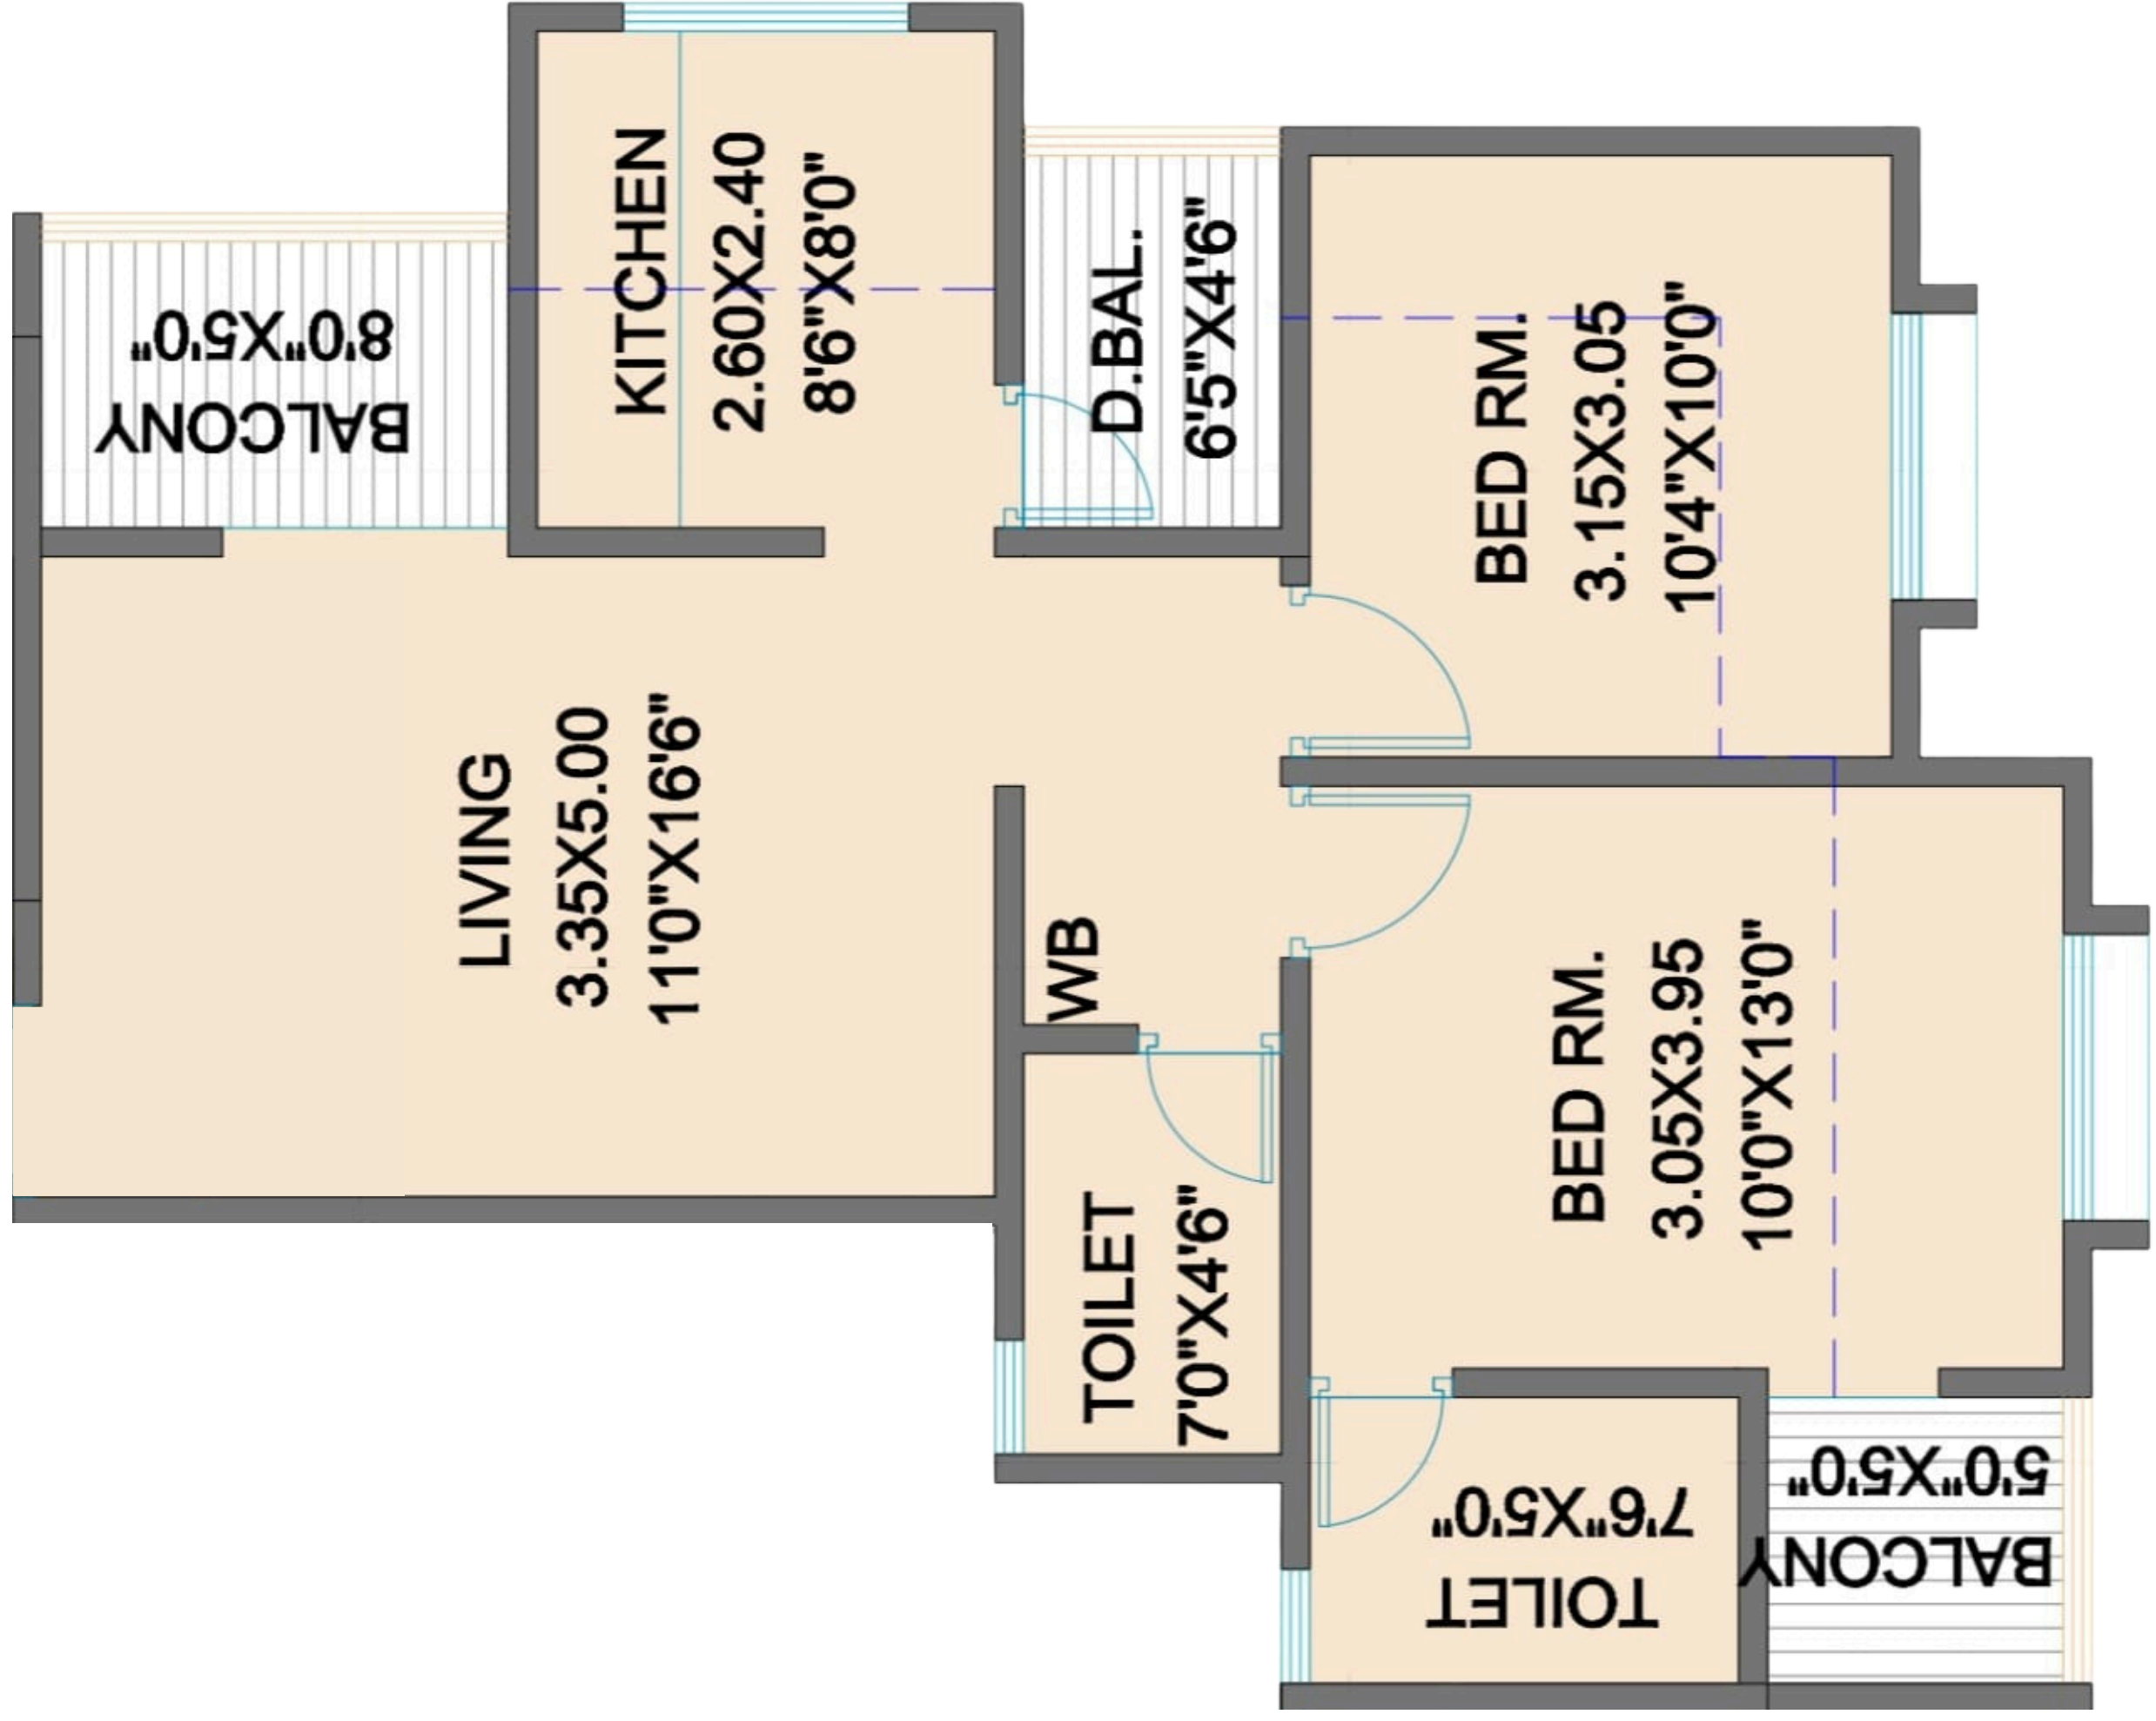 KITCHEN
2.60X2.40
8'6"X8'0"
D.BAL.
6'5"X4'6"
BED RM.
3.15X3.05
10'4"X10'0"
BALCONY
8'0"X5'0"
LIVING
3.35X5.00
11'0"X16'6"
WB
TOILET
7'0"X4'6"
BED RM.
3.05X3.95
10'0"X13'0"
TOILET
7'6"X5'0"
BALCONY
5'0"X5'0"